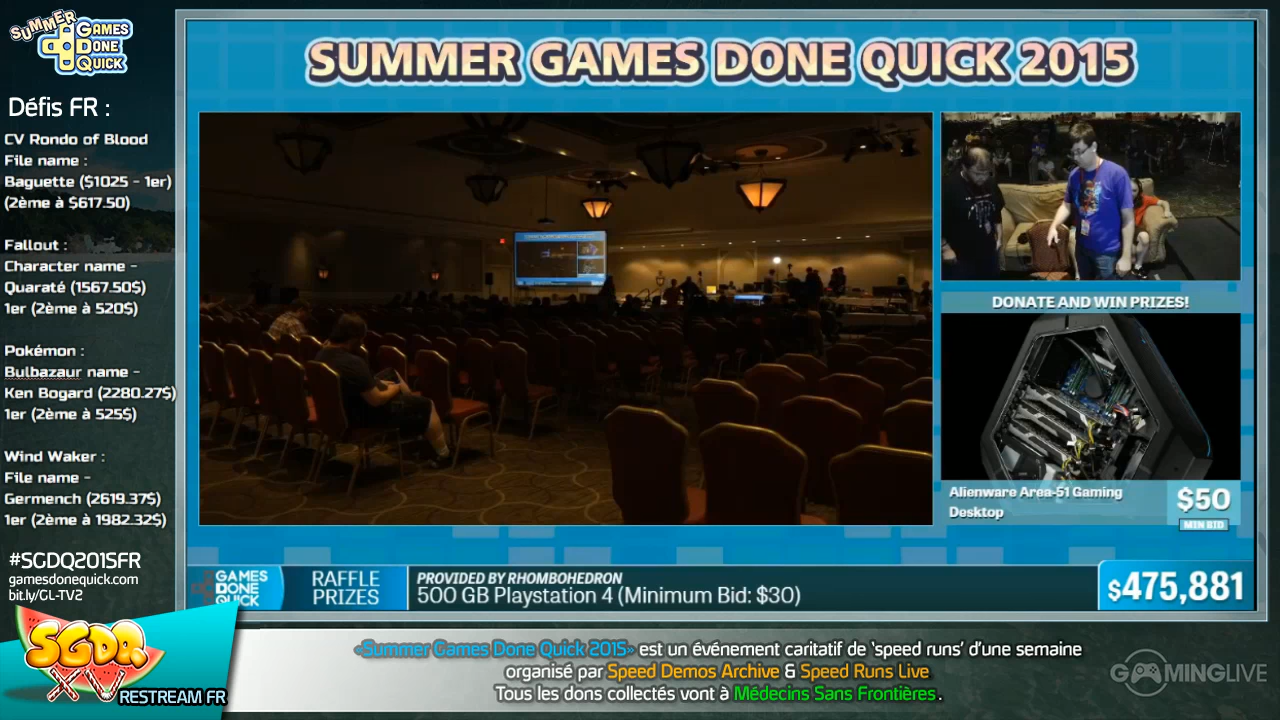 SUMMER
GAMES
DONE
QUICK
Défis FR :
CV Rondo of Blood
File name :
Baguette ($1025 - 1er)
(2ème à $617.50)
Fallout :
Character name -
Quaraté (1567.50$)
1er (2ème à 520$)
Pokémon :
Bulbazaur name -
Ken Bogard (2280.27$)
1er (2ème à 525$)
Wind Waker :
File name -
Germench (2619.37$)
1er (2ème à 1982.32$)
#SGDQ2015FR
gamesdonequick.com
bit.ly/GL-TV2
SGDQ
RESTREAM FR
SUMMER GAMES DONE QUICK 2015
DONATE AND WIN PRIZES!
Alienware Area-51 Gaming
Desktop
$50
MIN BID
GAMES
DONE
QUICK
RAFFLE
PRIZES
PROVIDED BY RHOMBOHEDRON
500 GB Playstation 4 (Minimum Bid: $30)
$475,881
«Summer Games Done Quick 2015» est un événement caritatif de 'speed runs' d'une semaine
organisé par Speed Demos Archive & Speed Runs Live
Tous les dons collectés vont à Médecins Sans Frontières.
GAMINGLIVE